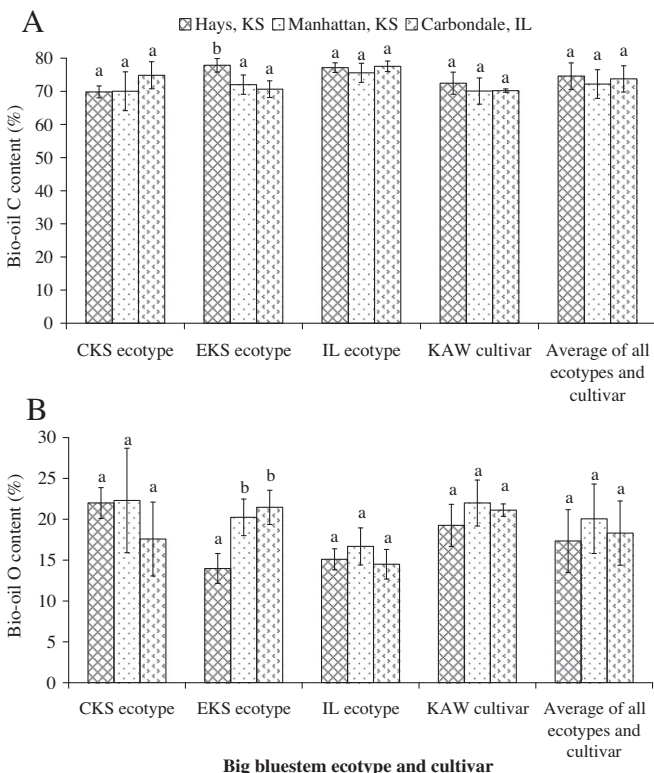 A
Hays, KS Manhattan, KS Carbondale, IL
Bio-oil C content (%)
80
70
60
50
40
30
20
10
0
a a a
b a a
a a a
a a a
a a a
CKS ecotype EKS ecotype IL ecotype KAW cultivar Average of all
ecotypes and
cultivar
B
Bio-oil O content (%)
30
25
20
15
10
5
0
a a a
a b b
a a a
a a a
a a a
CKS ecotype EKS ecotype IL ecotype KAW cultivar Average of all
ecotypes and
cultivar
Big bluestem ecotype and cultivar